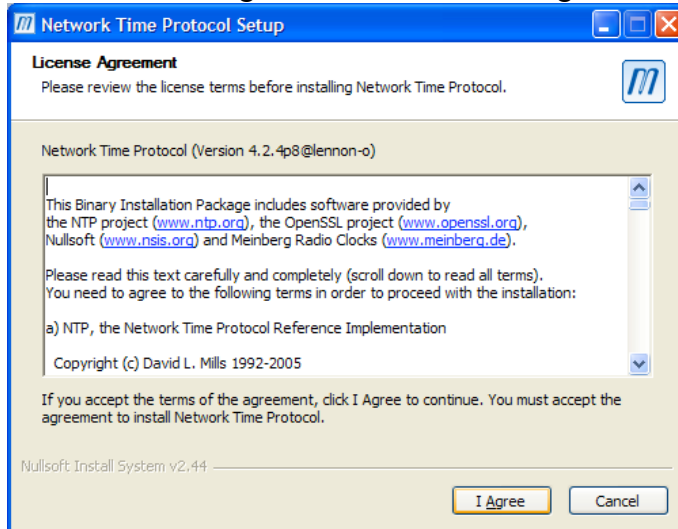 Network Time Protocol Setup
License Agreement
Please review the license terms before installing Network Time Protocol.
Network Time Protocol (Version 4.2.4p8@lennon-o)
This Binary Installation Package includes software provided by
the NTP project (www.ntp.org), the OpenSSL project (www.openssl.org),
Nullsoft (www.nsis.org) and Meinberg Radio Clocks (www.meinberg.de).
Please read this text carefully and completely (scroll down to read all terms).
You need to agree to the following terms in order to proceed with the installation:
a) NTP, the Network Time Protocol Reference Implementation
Copyright (c) David L. Mills 1992-2005
If you accept the terms of the agreement, click I Agree to continue. You must accept the
agreement to install Network Time Protocol.
Nullsoft Install System v2.44
I Agree
Cancel